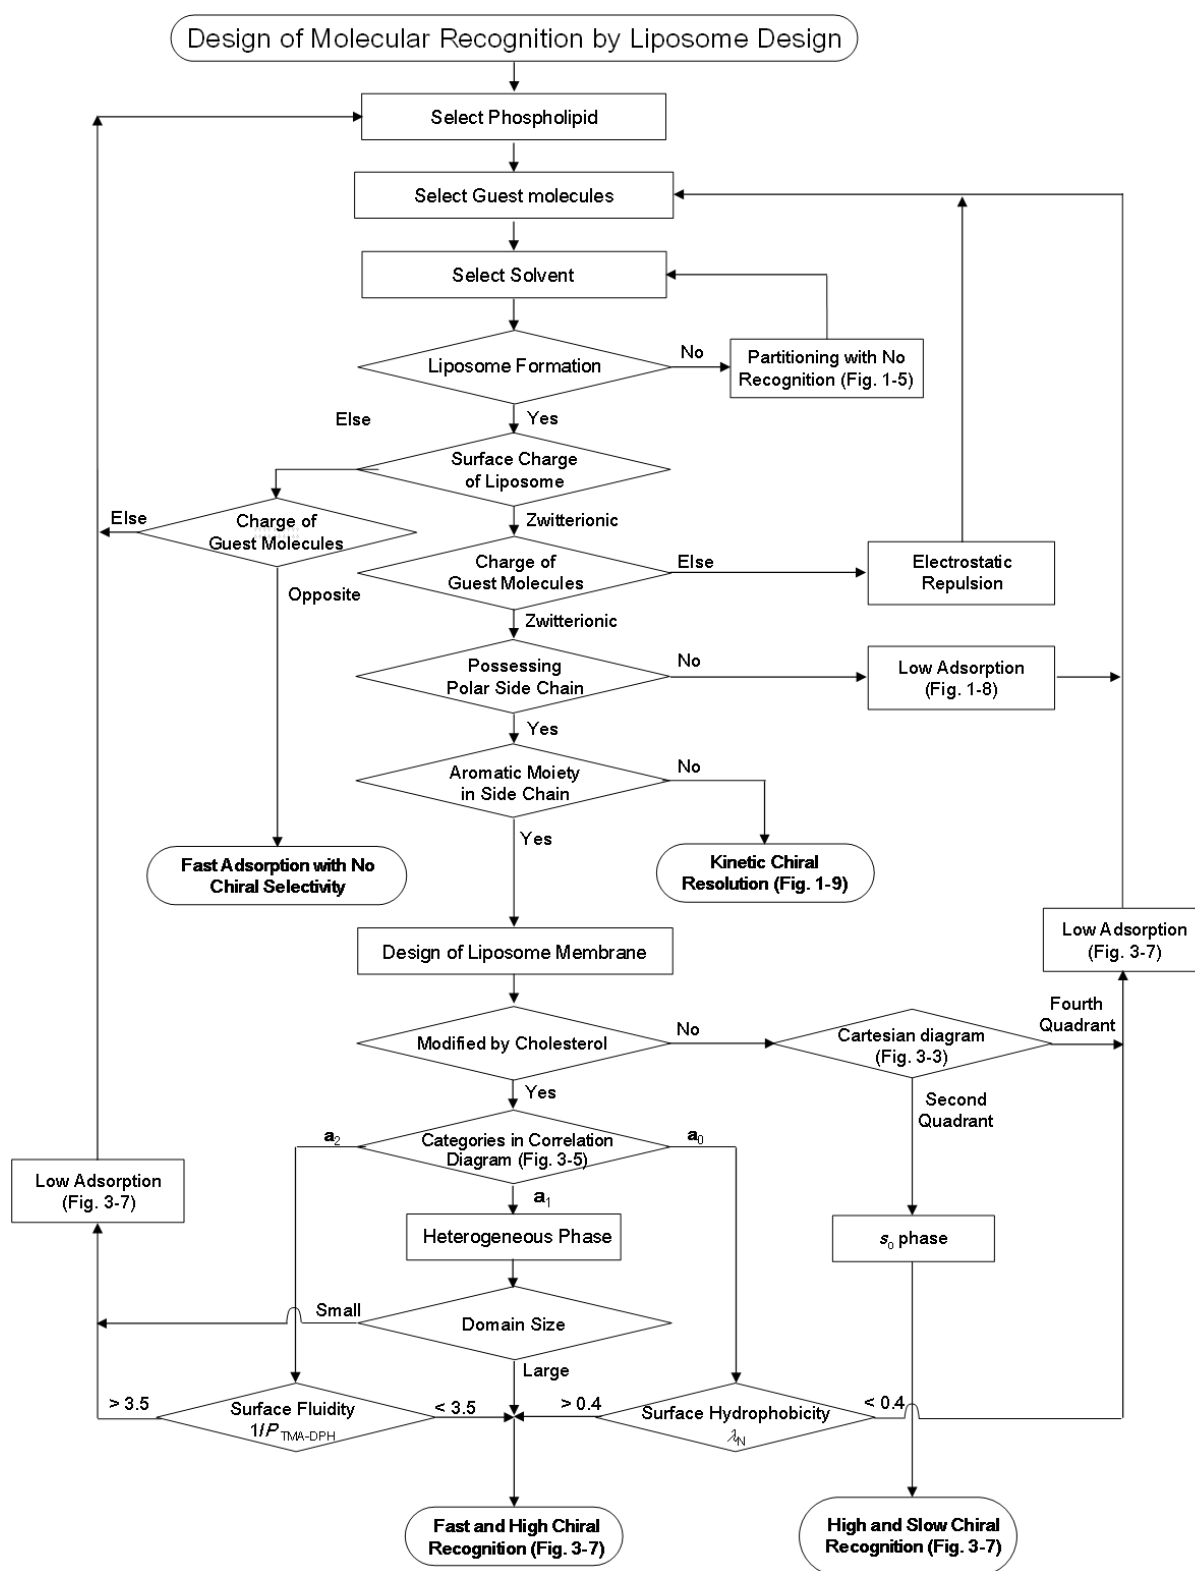 Design of Molecular Recognition by Liposome Design
Select Phospholipid
Select Guest molecules
Select Solvent
Liposome Formation
No
Partitioning with No
Recognition (Fig. 1-5)
Yes
Else
Surface Charge
of Liposome
Else
Charge of
Guest Molecules
Zwitterionic
Charge of
Guest Molecules
Else
Electrostatic
Repulsion
Opposite
Zwitterionic
Possessing
Polar Side Chain
No
Low Adsorption
(Fig. 1-8)
Yes
Aromatic Moiety
in Side Chain
No
Yes
Fast Adsorption with No
Chiral Selectivity
Kinetic Chiral
Resolution (Fig. 1-9)
Design of Liposome Membrane
Low Adsorption
(Fig. 3-7)
Modified by Cholesterol
No
Cartesian diagram
(Fig. 3-3)
Fourth
Quadrant
Yes
Second
Quadrant
a2
Categories in Correlation
Diagram (Fig. 3-5)
a0
Low Adsorption
(Fig. 3-7)
a1
Heterogeneous Phase
s0 phase
Small
Domain Size
Large
> 3.5
Surface Fluidity
1/P TMA-DPH
< 3.5
> 0.4
Surface Hydrophobicity
λN
< 0.4
Fast and High Chiral
Recognition (Fig. 3-7)
High and Slow Chiral
Recognition (Fig. 3-7)